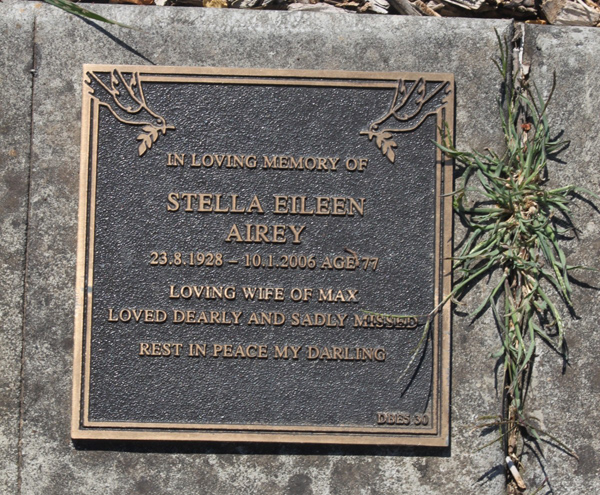 IN LOVING MEMORY OF
STELLA EILEEN
AIREY
23.8.1928 – 10.1.2006 AGE 77
LOVING WIFE OF MAX
LOVED DEARLY AND SADLY MISSED
REST IN PEACE MY DARLING
DBES 30